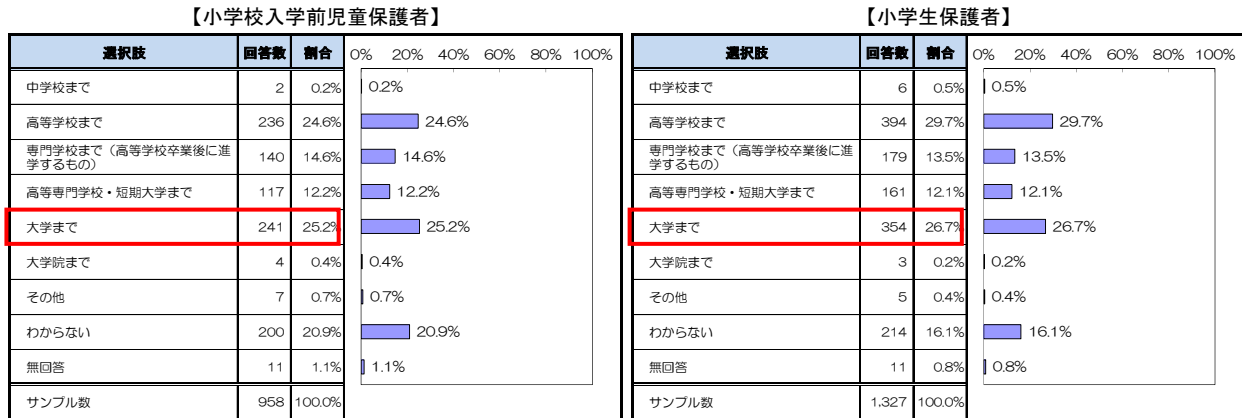 【小学校入学前児童保護者】
選択肢 回答数 割合 0% 20% 40% 60% 80% 100%
中学校まで 2 0.2% 0.2%
高等学校まで 236 24.6% 24.6%
専門学校まで（高等学校卒業後に進
学するもの） 140 14.6% 14.6%
高等専門学校・短期大学まで 117 12.2% 12.2%
大学まで 241 25.2% 25.2%
大学院まで 4 0.4% 0.4%
その他 7 0.7% 0.7%
わからない 200 20.9% 20.9%
無回答 11 1.1% 1.1%
サンプル数 958 100.0%
【小学生保護者】
選択肢 回答数 割合 0% 20% 40% 60% 80% 100%
中学校まで 6 0.5% 0.5%
高等学校まで 394 29.7% 29.7%
専門学校まで（高等学校卒業後に進
学するもの） 179 13.5% 13.5%
高等専門学校・短期大学まで 161 12.1% 12.1%
大学まで 354 26.7% 26.7%
大学院まで 3 0.2% 0.2%
その他 5 0.4% 0.4%
わからない 214 16.1% 16.1%
無回答 11 0.8% 0.8%
サンプル数 1,327 100.0%